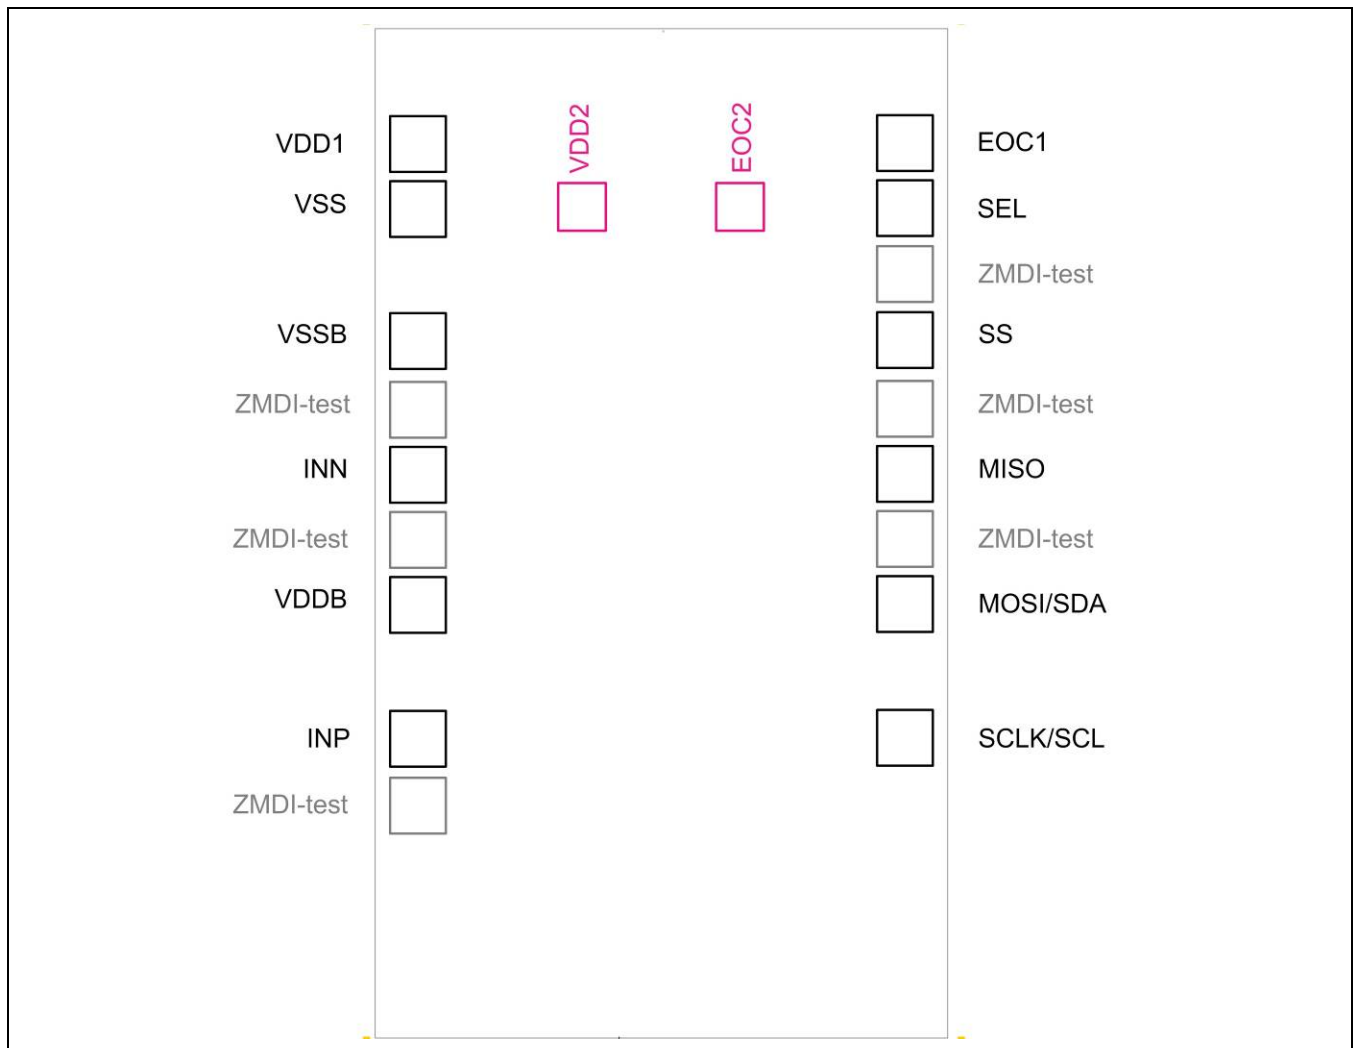 VDD1
VDD2
EOC2
EOC1
VSS
SEL
ZMDI-test
VSSB
SS
ZMDI-test
ZMDI-test
INN
MISO
ZMDI-test
ZMDI-test
VDDB
MOSI/SDA
INP
SCLK/SCL
ZMDI-test